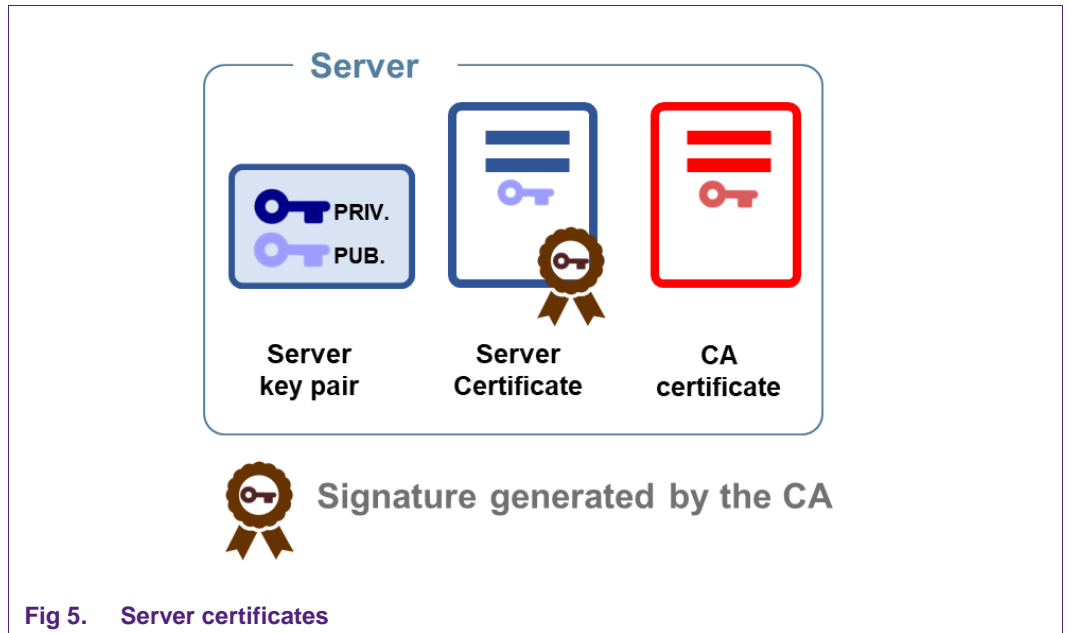 Server
PRIV.
PUB.
Server
key pair
Server
Certificate
CA
certificate
Signature generated by the CA
Fig 5. Server certificates